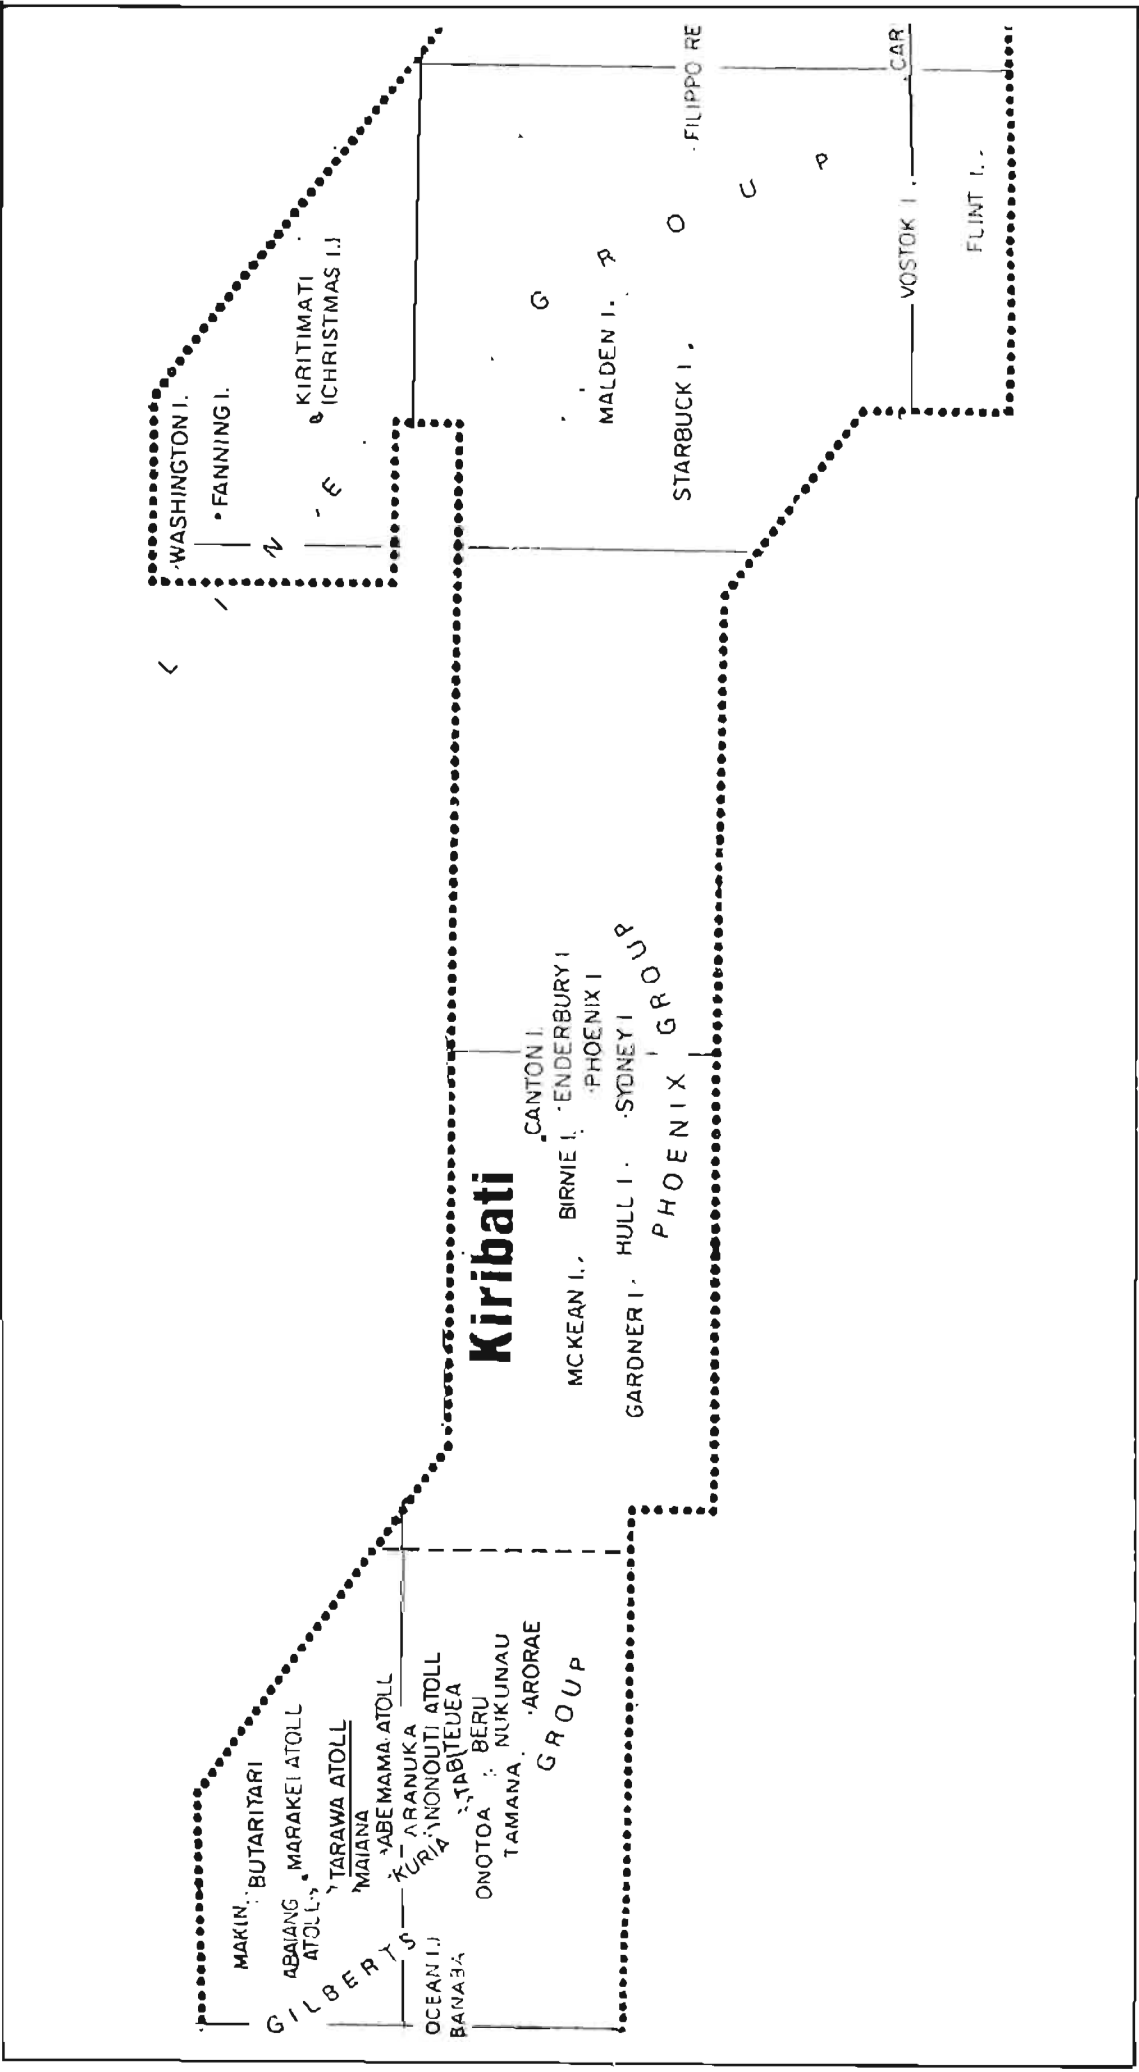 Kiribati
MAKIN
BUTARITARI
ABAIANG
ATOLL
MARAKEI ATOLL
TARAWA ATOLL
MAIANA
ABEMAMA ATOLL
KURIA
ARANUKA
NONOUTI ATOLL
TABITEUEA
ONOTOA
BERU
NUKUNAU
TAMANA
ARORAE
GILBERTS
GROUP
OCEAN I.
BANABA
MCKEAN I.
GARDNER I.
BIRNIE I.
HULL I.
CANTON I.
ENDERBURY I
PHOENIX I
SYDNEY I
PHOENIX GROUP
LINE
GROUP
WASHINGTON I.
FANNING I.
KIRITIMATI
(CHRISTMAS I.)
MALDEN I.
STARBUCK I.
FILIPPO RE
VOSTOK I.
CAR
FLINT I.